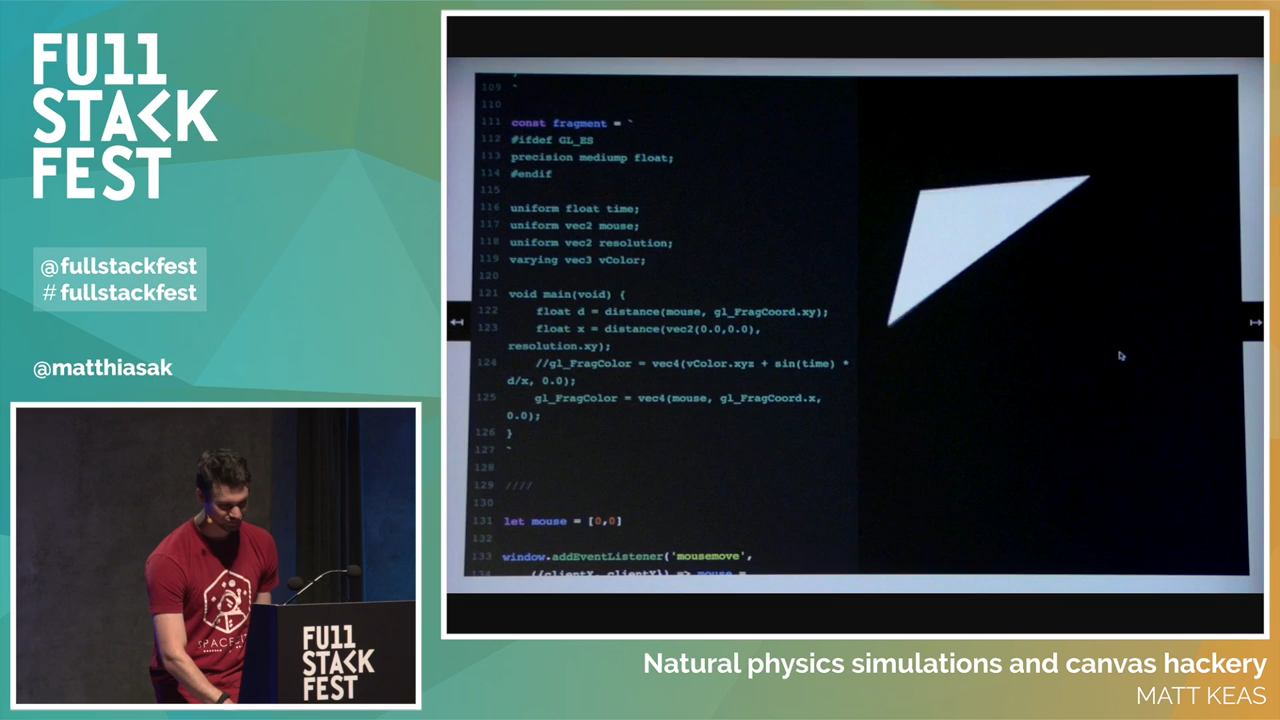 FU11
STACK
FEST
@fullstackfest
# fullstackfest
@matthiasak
109 `
110
111 const fragment = `
112 #ifdef GL_ES
113 precision mediump float;
114 #endif
115
116 uniform float time;
117 uniform vec2 mouse;
118 uniform vec2 resolution;
119 varying vec3 vColor;
120
121 void main(void) {
122 float d = distance(mouse, gl_FragCoord.xy);
123 float x = distance(vec2(0.0,0.0),
resolution.xy);
124 //gl_FragColor = vec4(vColor.xyz + sin(time) *
d/x, 0.0);
125 gl_FragColor = vec4(mouse, gl_FragCoord.x,
0.0);
126 }
127 `
128
129 ////
130
131 let mouse = [0,0]
132
133 window.addEventListener('mousemove',
134 ({clientX, clientY}) => mouse =
FU11
STACK
FEST
Natural physics simulations and canvas hackery
MATT KEAS